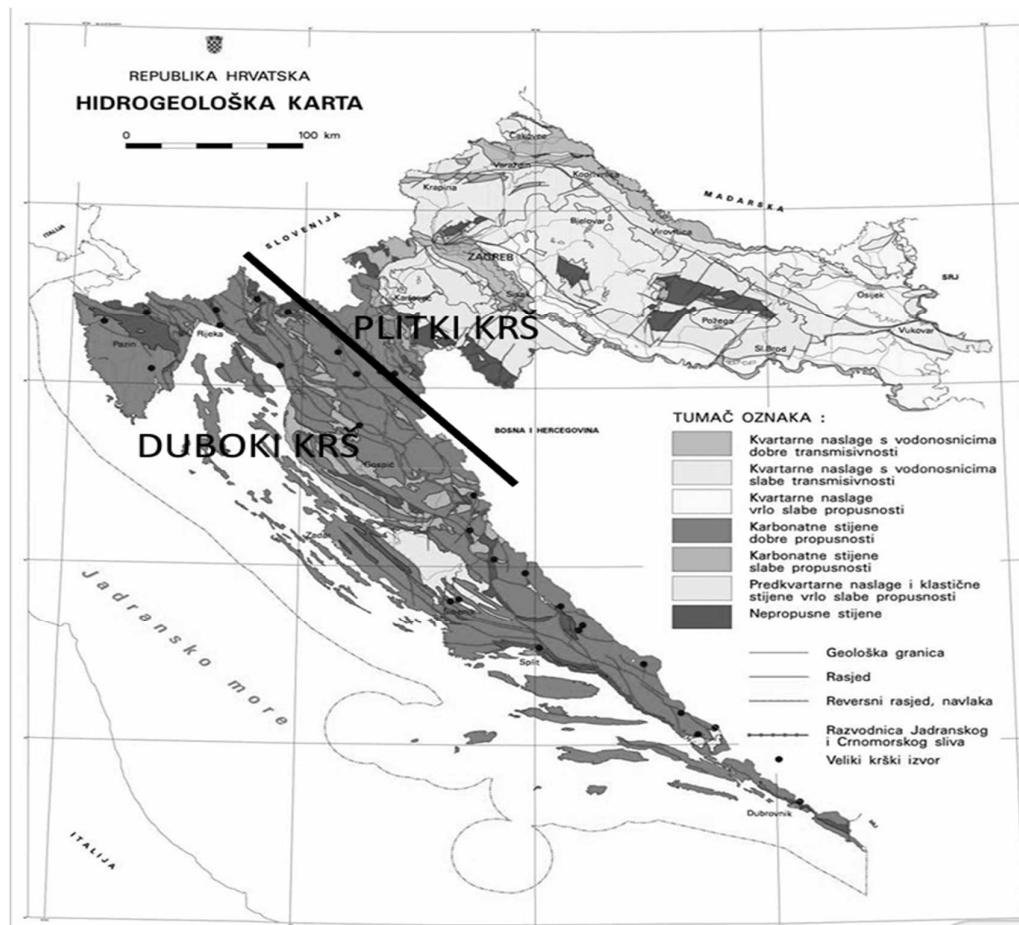 REPUBLIKA HRVATSKA
HIDROGEOLOŠKA KARTA
0 100 km
Čakovec
Varaždin
Koprivnica
Krapina
MAĐARSKA
Bjelovar
Virovitica
SLOVENIJA
ITALIJA
ZAGREB
SRJ
Sisak
Osijek
Karlovac
Požega
PLITKI KRŠ
Rijeka
Vukovar
Pazin
Sl.Brod
TUMAČ OZNAKA :
BOSNA I HERCEGOVINA
DUBOKI KRŠ
Gospić
Kvartarne naslage s vodonosnicima
dobre transmisivnosti
Kvartarne naslage s vodonosnicima
slabe transmisivnosti
Kvartarne naslage
vrlo slabe propusnosti
Karbonatne stijene
dobre propusnosti
Karbonatne stijene
slabe propusnosti
Predkvartarne naslage i klastične
stijene vrlo slabe propusnosti
Nepropusne stijene
Zadar
Jadransko more
Split
Geološka granica
Rasjed
Reversni rasjed, navlaka
Razvodnica Jadranskog
i Crnomorskog sliva
Veliki krški izvor
Dubrovnik
ITALIJA